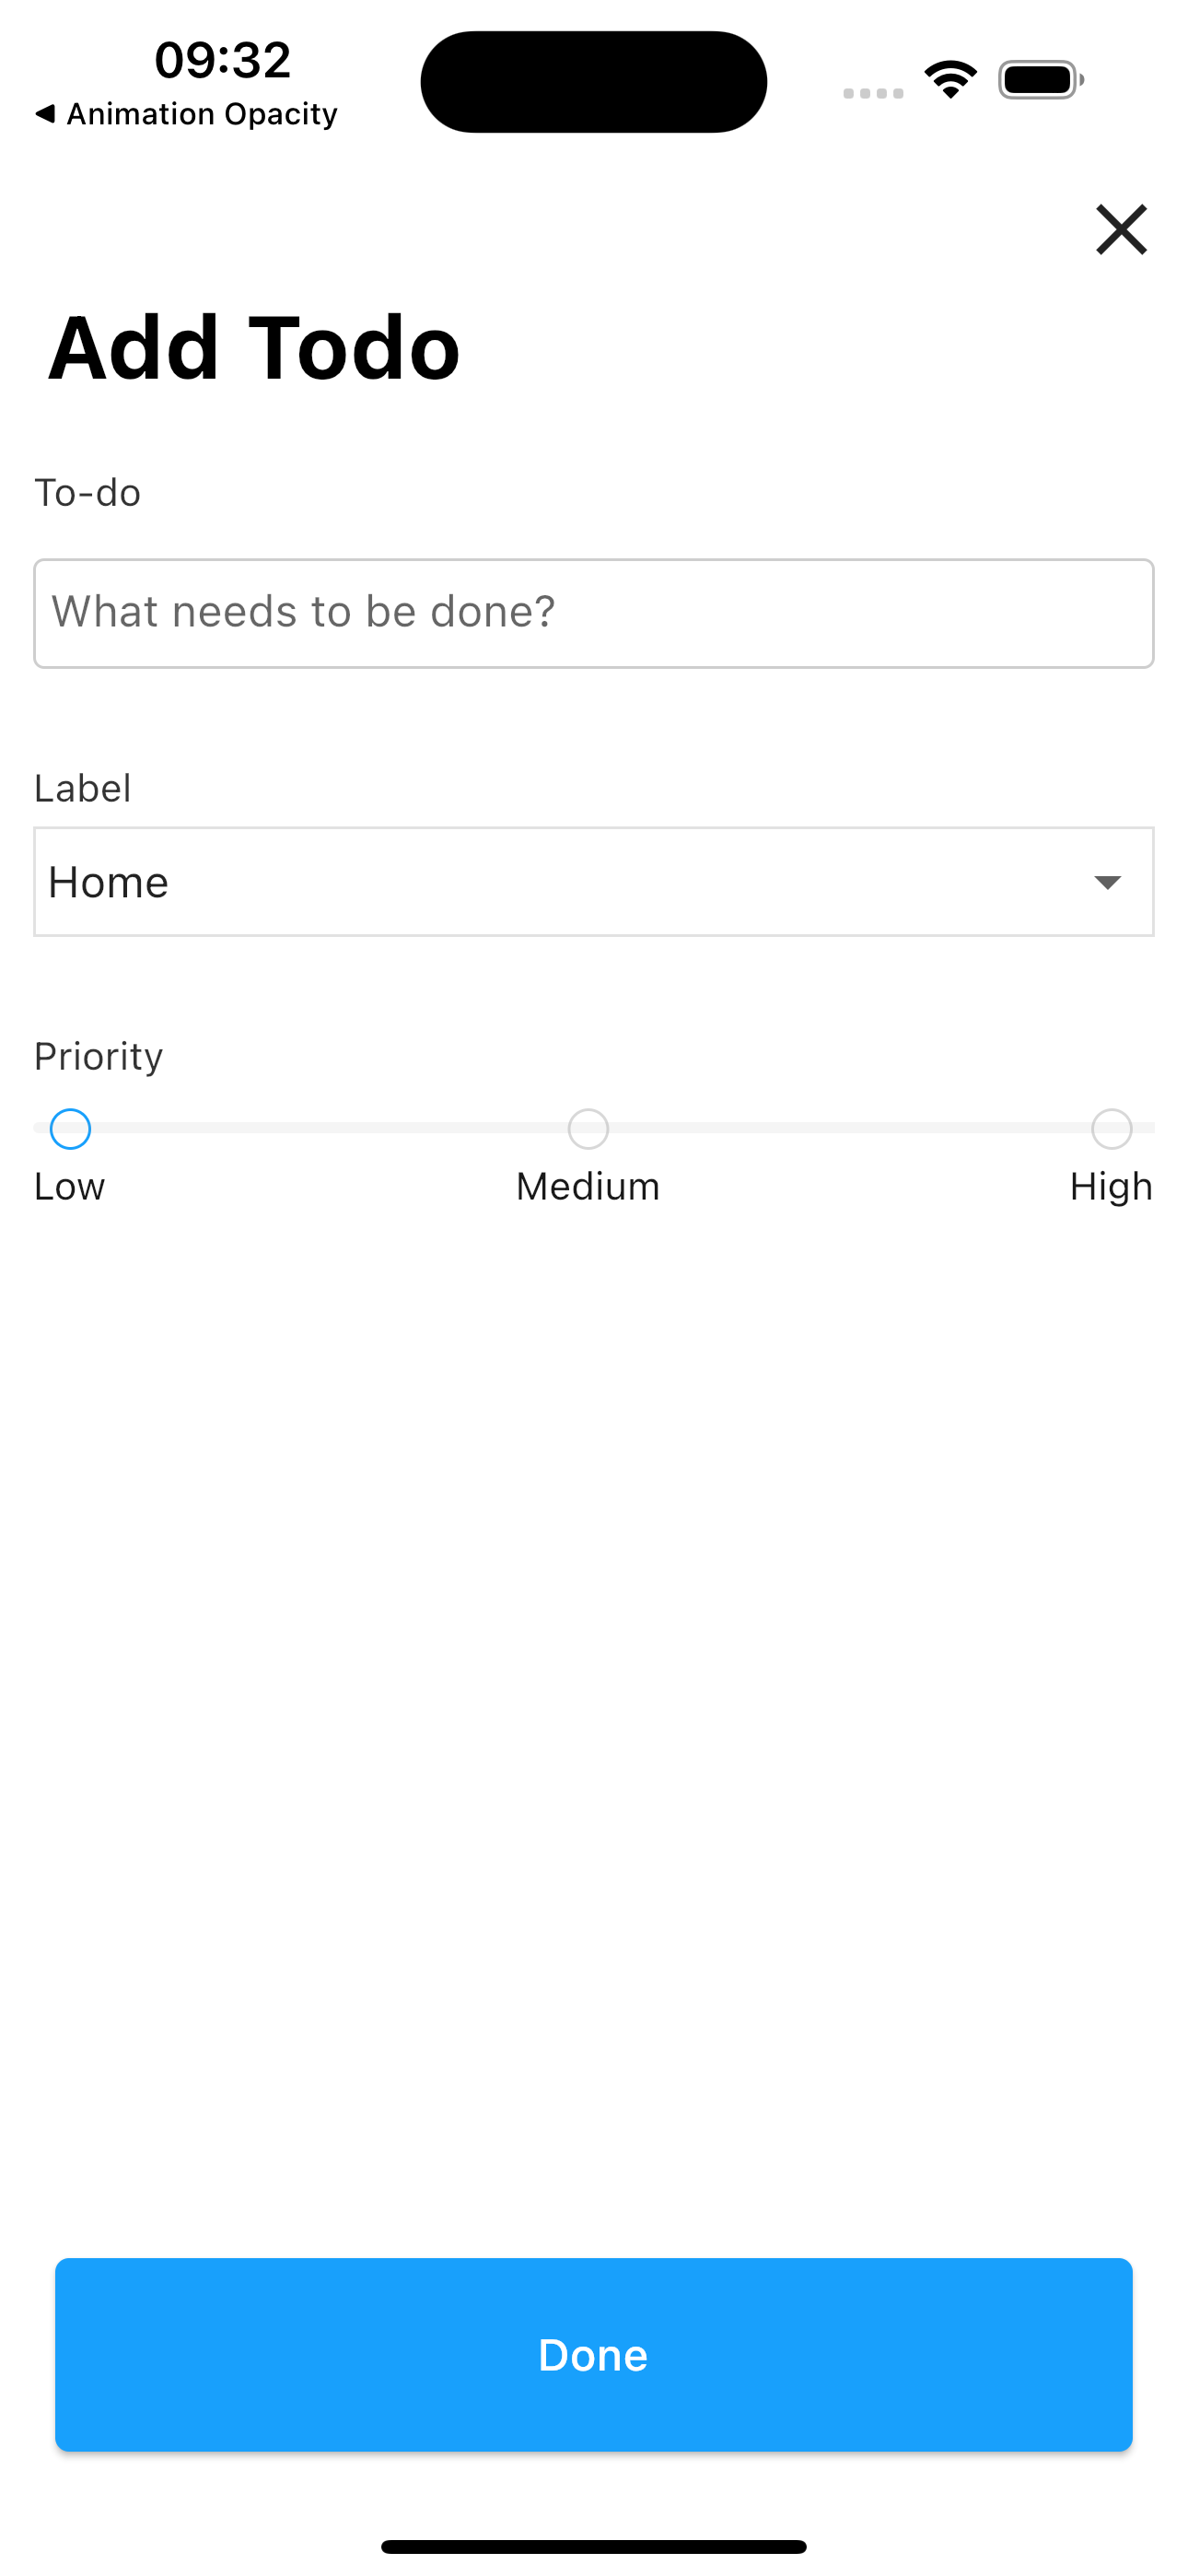 09:32
◀ Animation Opacity
Add Todo
To-do
What needs to be done?
Label
Home
Priority
Low Medium High
Done